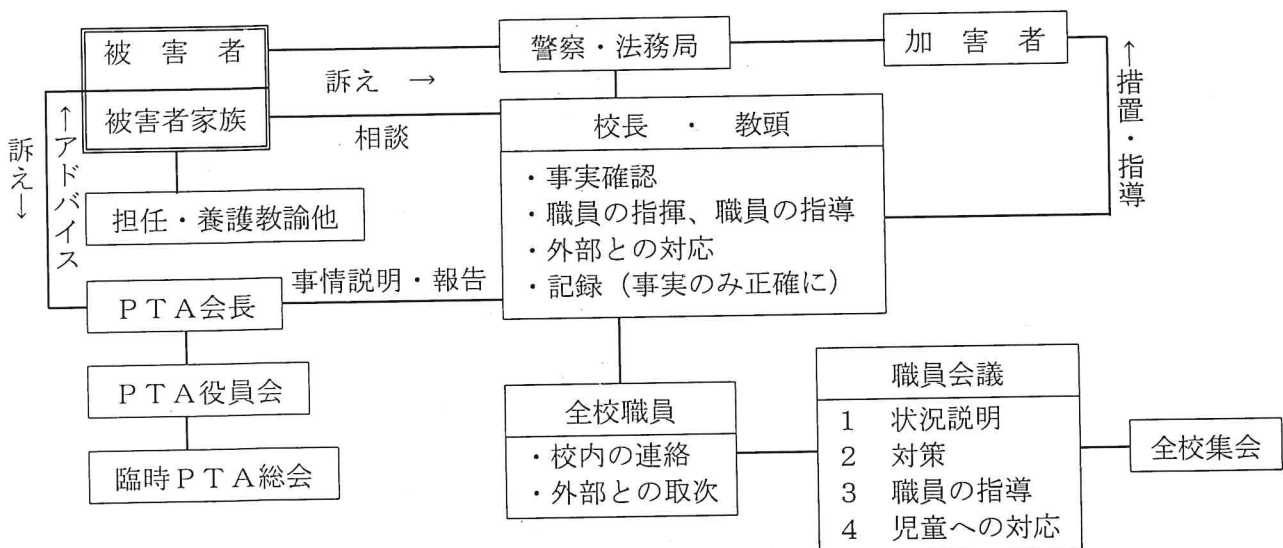 被害者
警察・法務局
加害者
訴え →
被害者家族
相談
校長 ・ 教頭
・事実確認
・職員の指揮、職員の指導
・外部との対応
・記録（事実のみ正確に）
↑措置・指導
訴え↓
↑アドバイス
担任・養護教諭他
事情説明・報告
ＰＴＡ会長
ＰＴＡ役員会
臨時ＰＴＡ総会
全校職員
・校内の連絡
・外部との取次
職員会議
1 状況説明
2 対策
3 職員の指導
4 児童への対応
全校集会